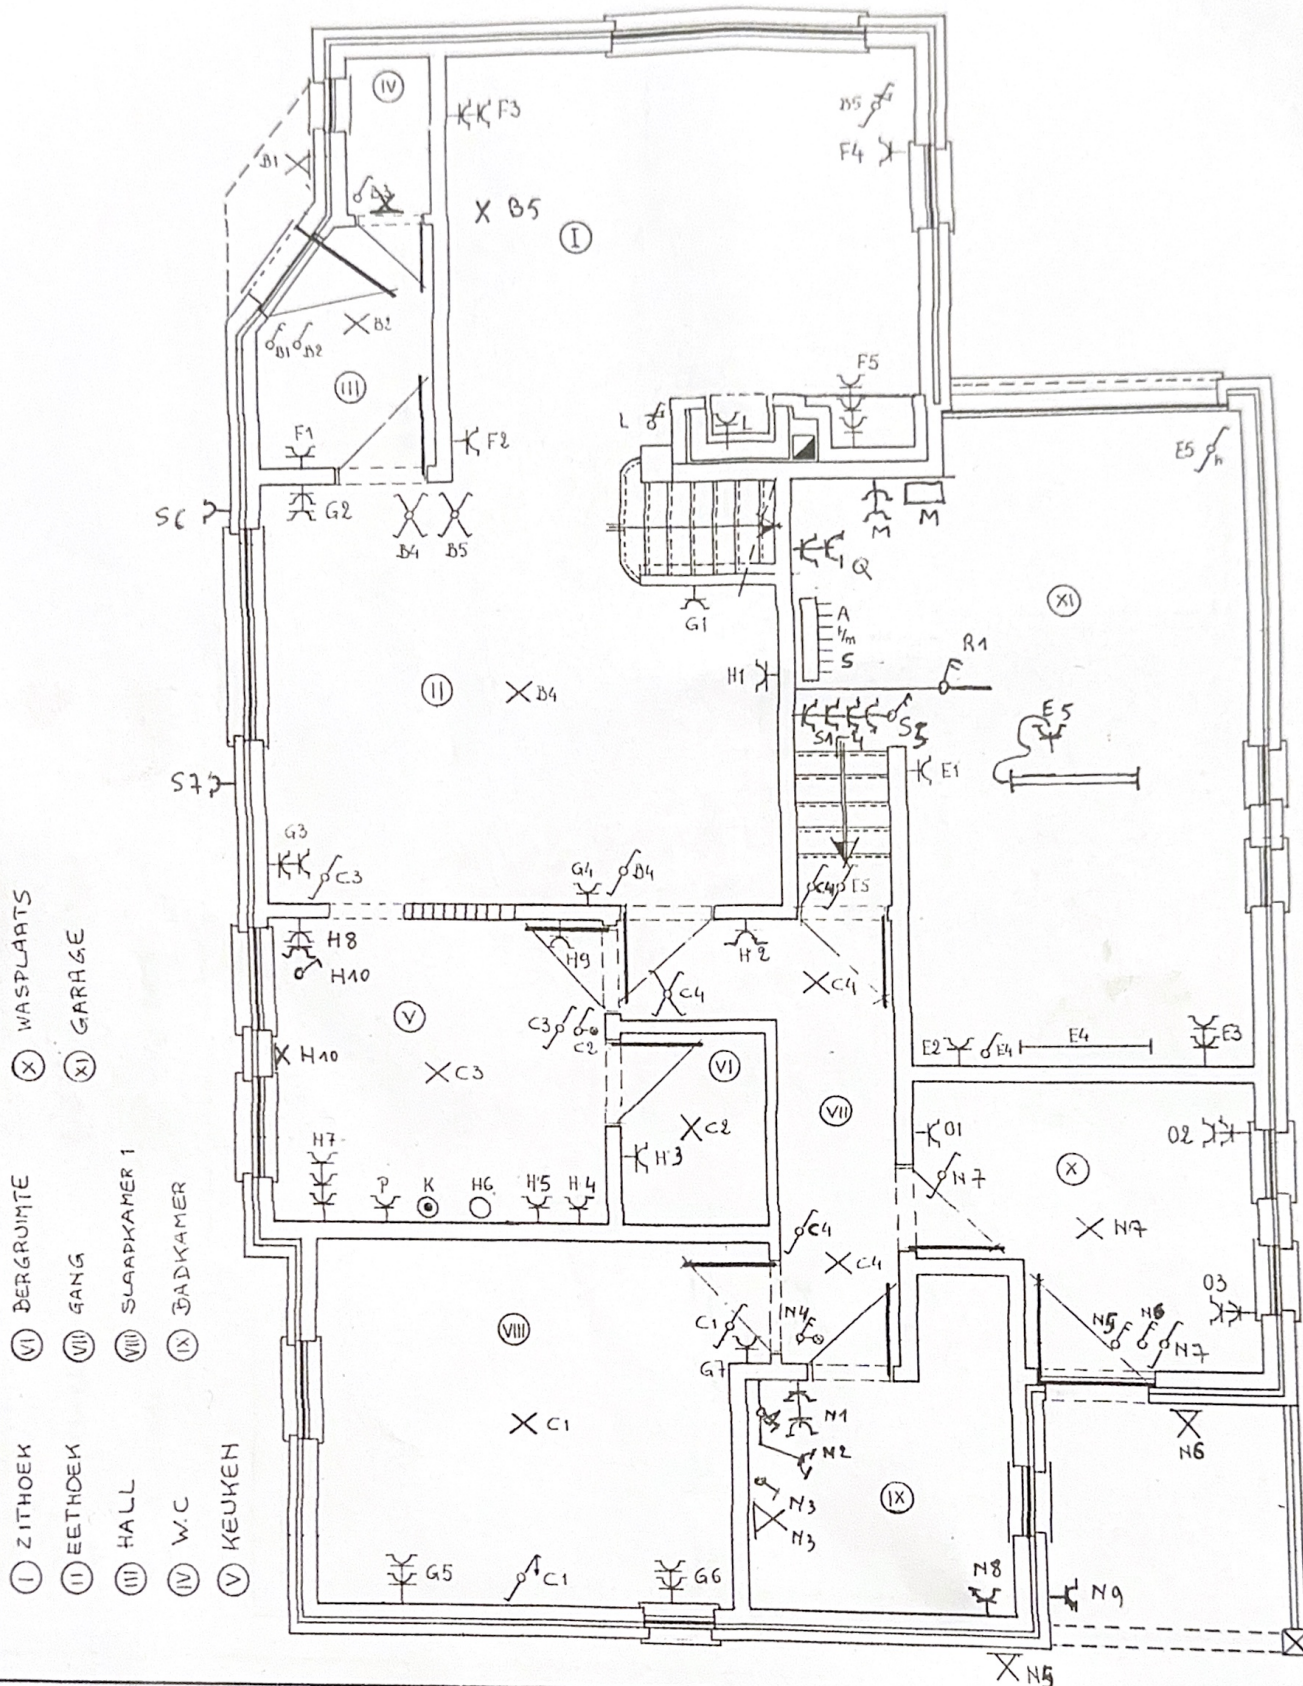 IV
F3
B5
F4
B1
B3
B5
I
B2
B1 B2
III
F5
L
L
F1
F2
E5
S6
G2
B4
B5
M
M
Q
G1
XI
A
S
R1
H1
II
B4
S1
4
E5
S7
E1
G3
C3
G4
B4
C4
E5
H8
H9
H2
H10
C4
C4
V
C3
C2
E2
E4
E4
E3
H10
C3
VI
VII
C2
O1
O2
H7
H3
N7
X
P
K
H6
H5
H4
C4
N7
C4
O3
VIII
C1
N4
N5
N6
N7
G7
C1
N1
N2
N6
N3
N3
IX
G5
C1
G6
N8
N9
N5
I ZITHOEK
II EETHOEK
III HALL
IV W.C
V KEUKEN
VI BERGRUIMTE
VII GANG
VIII SLAAPKAMER 1
IX BADKAMER
X WASPLAATS
XI GARAGE